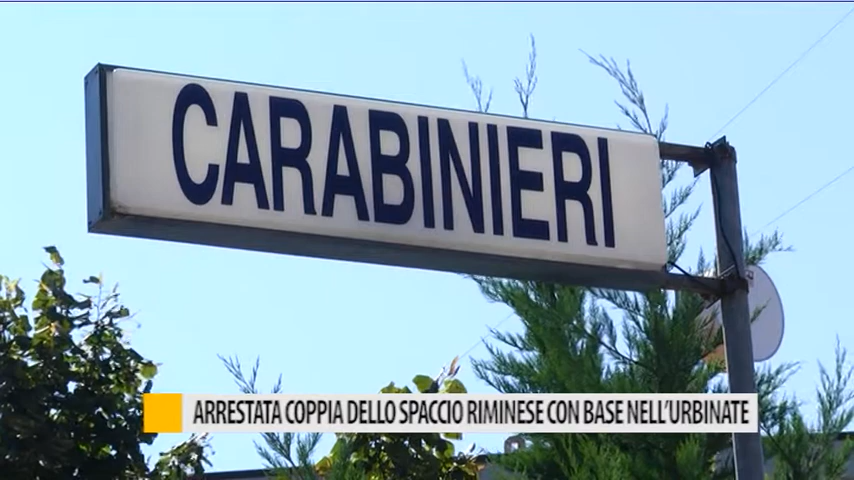 CARABINIERI
ARRESTATA COPPIA DELLO SPACCIO RIMINESE CON BASE NELL'URBINATE